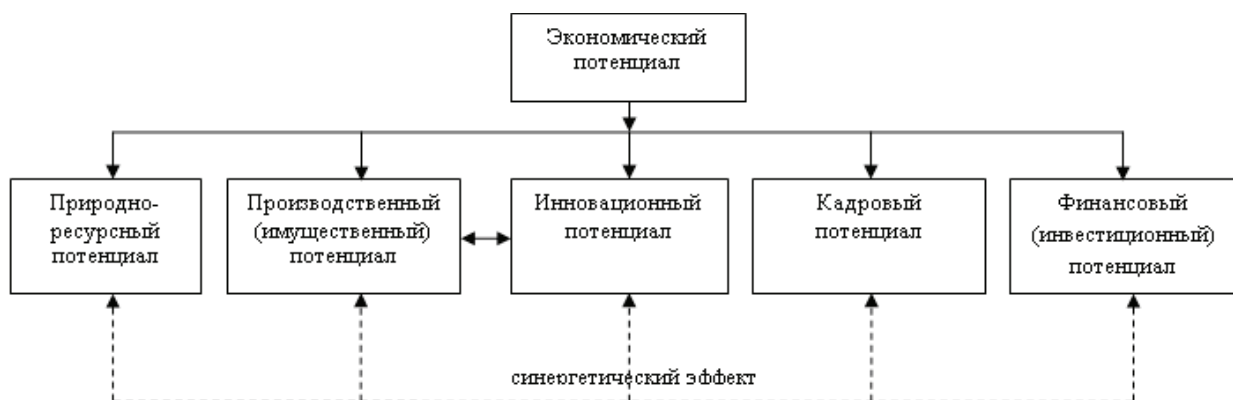 Экономический
потенциал
Природно-
ресурсный
потенциал
Производственный
(имущественный)
потенциал
Инновационный
потенциал
Кадровый
потенциал
Финансовый
(инвестиционный)
потенциал
синергетический эффект